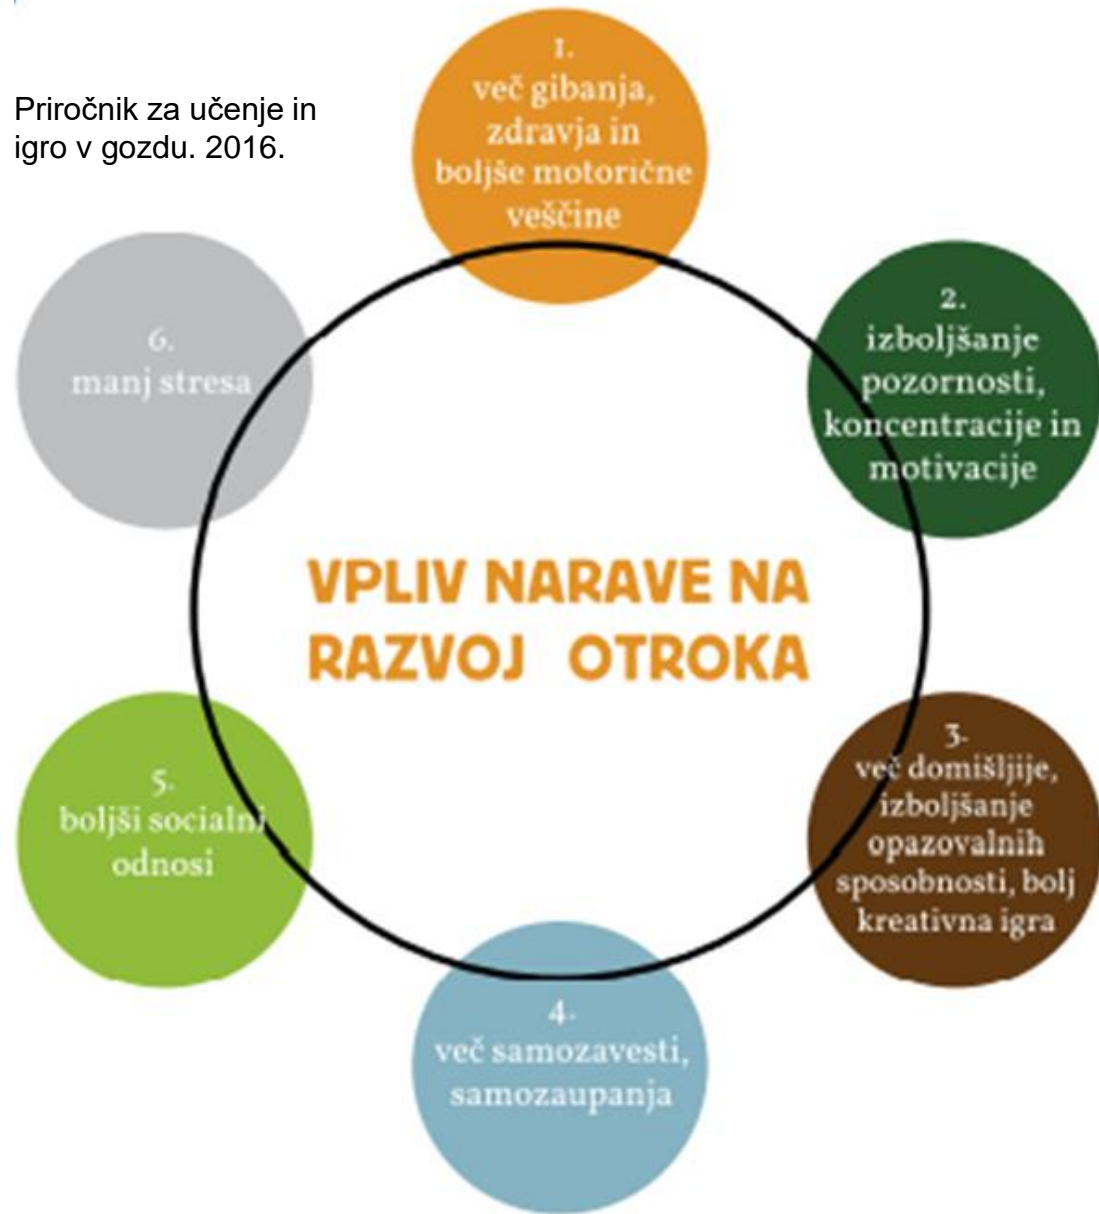 Priročnik za učenje in
igro v gozdu. 2016.
1.
več gibanja,
zdravja in
boljše motorične
veščine
2.
izboljšanje
pozornosti,
koncentracije in
motivacije
3.
več domišljije,
izboljšanje
opazovalnih
sposobnosti, bolj
kreativna igra
4.
več samozavesti,
samozaupanja
5.
boljši socialni
odnosi
6.
manj stresa
VPLIV NARAVE NA
RAZVOJ OTROKA